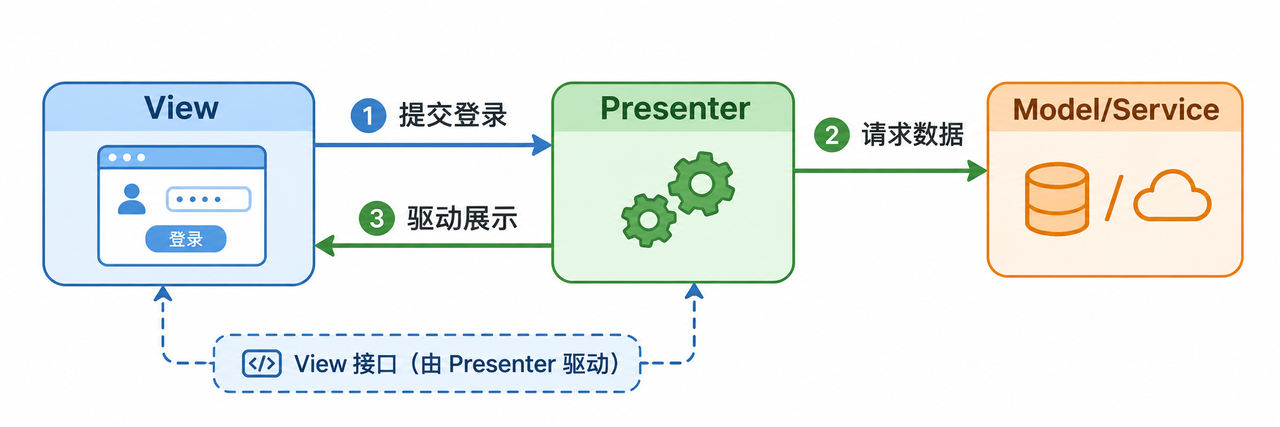 View
登录
1 提交登录
3 驱动展示
Presenter
2 请求数据
Model/Service
/
</> View 接口（由 Presenter 驱动）